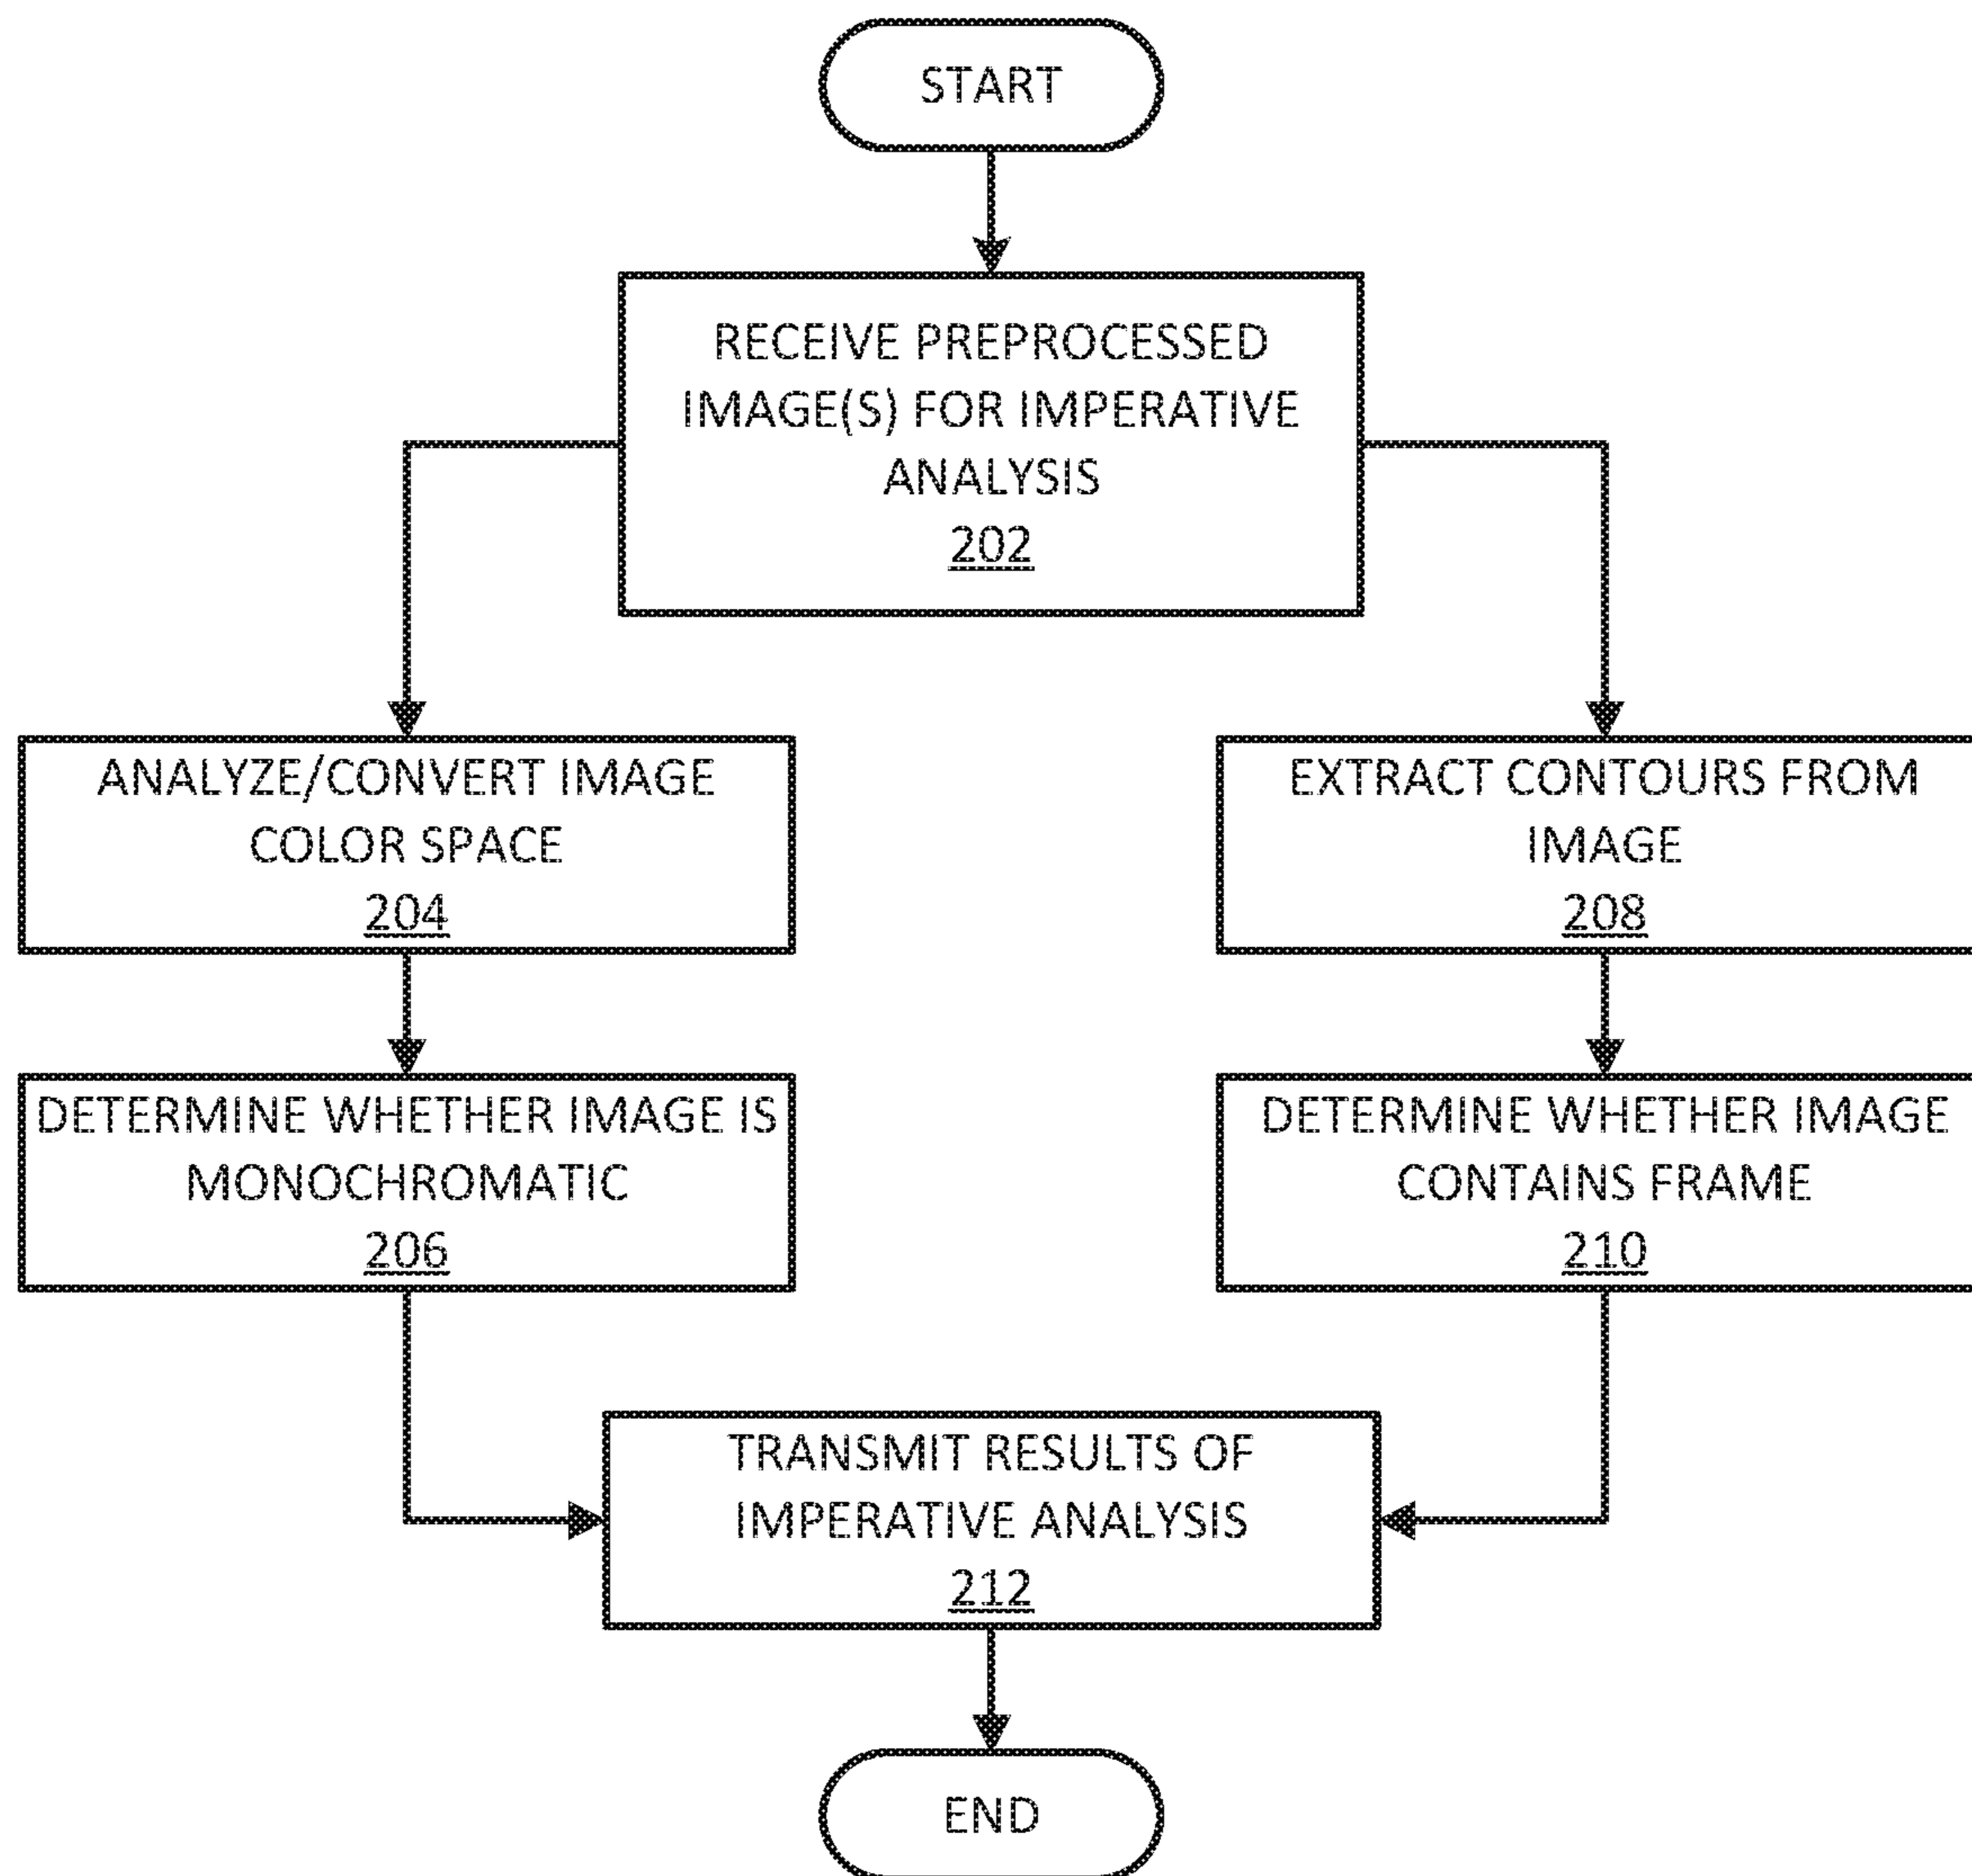 START
RECEIVE PREPROCESSED
IMAGE(S) FOR IMPERATIVE
ANALYSIS
202
ANALYZE/CONVERT IMAGE
COLOR SPACE
204
EXTRACT CONTOURS FROM
IMAGE
208
DETERMINE WHETHER IMAGE IS
MONOCHROMATIC
206
DETERMINE WHETHER IMAGE
CONTAINS FRAME
210
TRANSMIT RESULTS OF
IMPERATIVE ANALYSIS
212
END